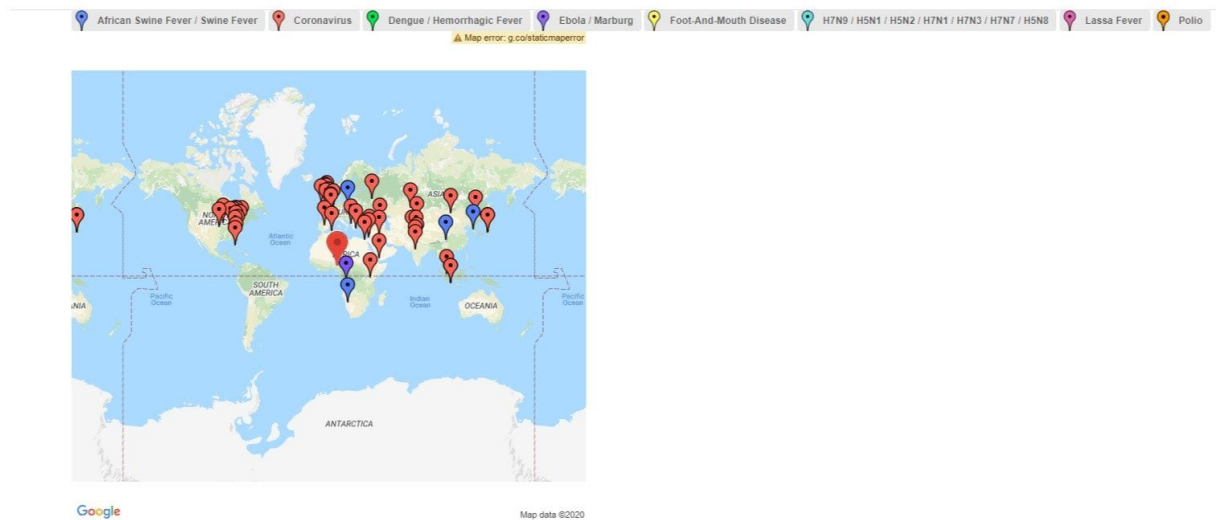 African Swine Fever / Swine Fever
Coronavirus
Dengue / Hemorrhagic Fever
Ebola / Marburg
Foot-And-Mouth Disease
H7N9 / H5N1 / H5N2 / H7N1 / H7N3 / H7N7 / H5N8
Lassa Fever
Polio
Map error: g.co/staticmaperror
ASIA
Atlantic
Ocean
SOUTH
AMERICA
Pacific
Ocean
Indian
Ocean
OCEANIA
Pacific
Ocean
ANTARCTICA
Google
Map data ©2020